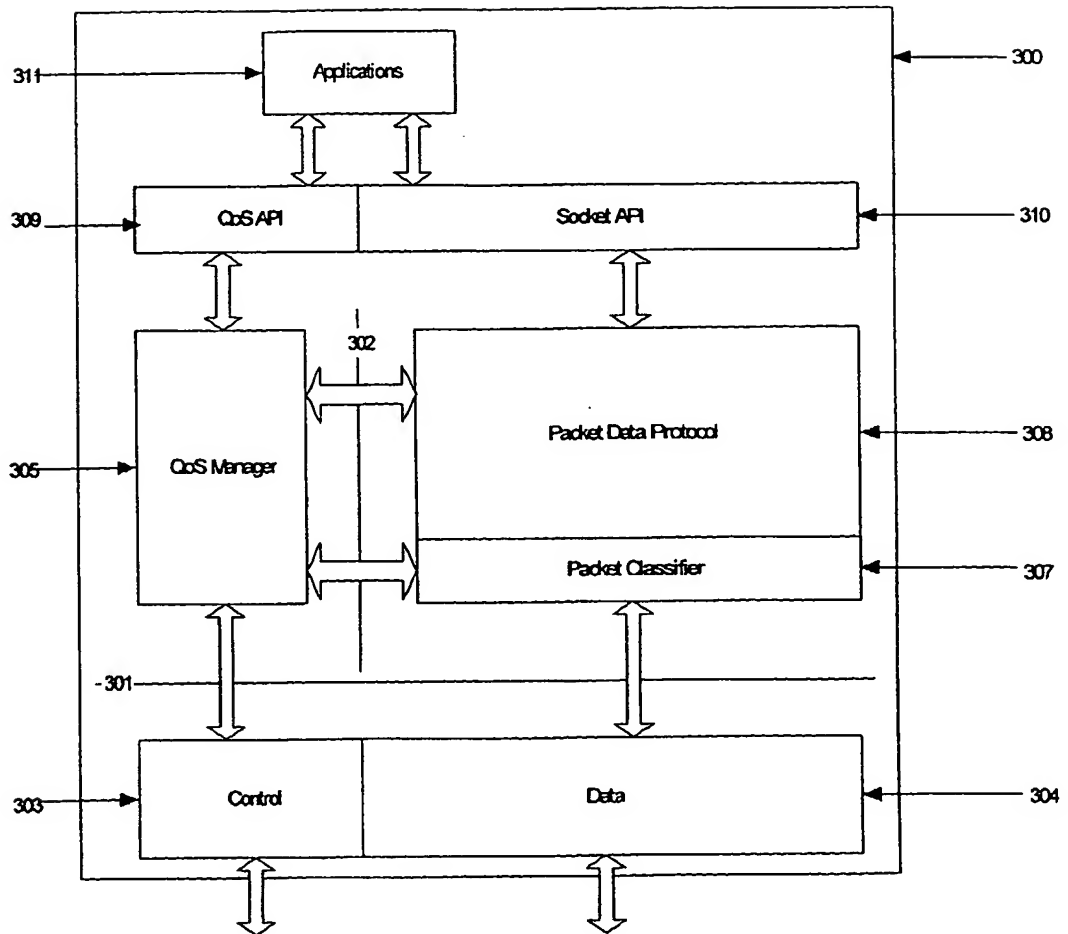 311
Applications
300
309
QoS API
Socket API
310
302
305
QoS Manager
Packet Data Protocol
308
Packet Classifier
307
-301
303
Control
Data
304